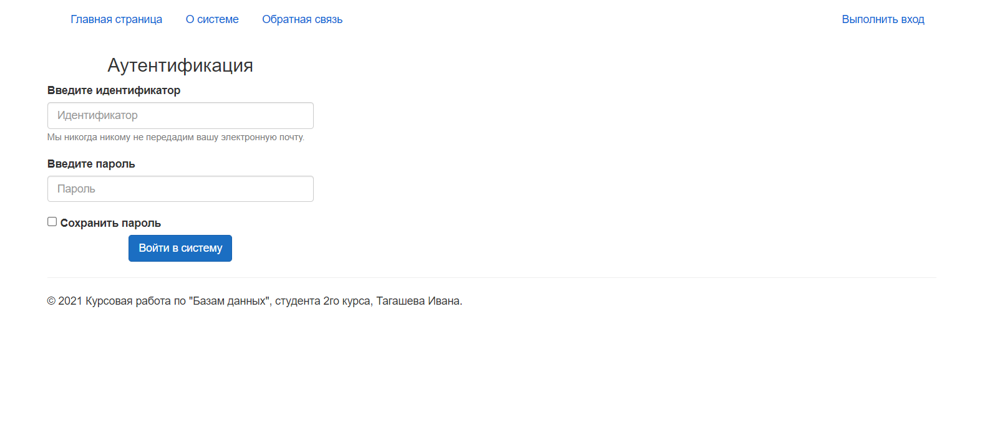 Главная страница О системе Обратная связь Выполнить вход
Аутентификация
Введите идентификатор
Идентификатор
Мы никогда никому не передадим вашу электронную почту.
Введите пароль
Пароль
Сохранить пароль
Войти в систему
© 2021 Курсовая работа по "Базам данных", студента 2го курса, Тагашева Ивана.